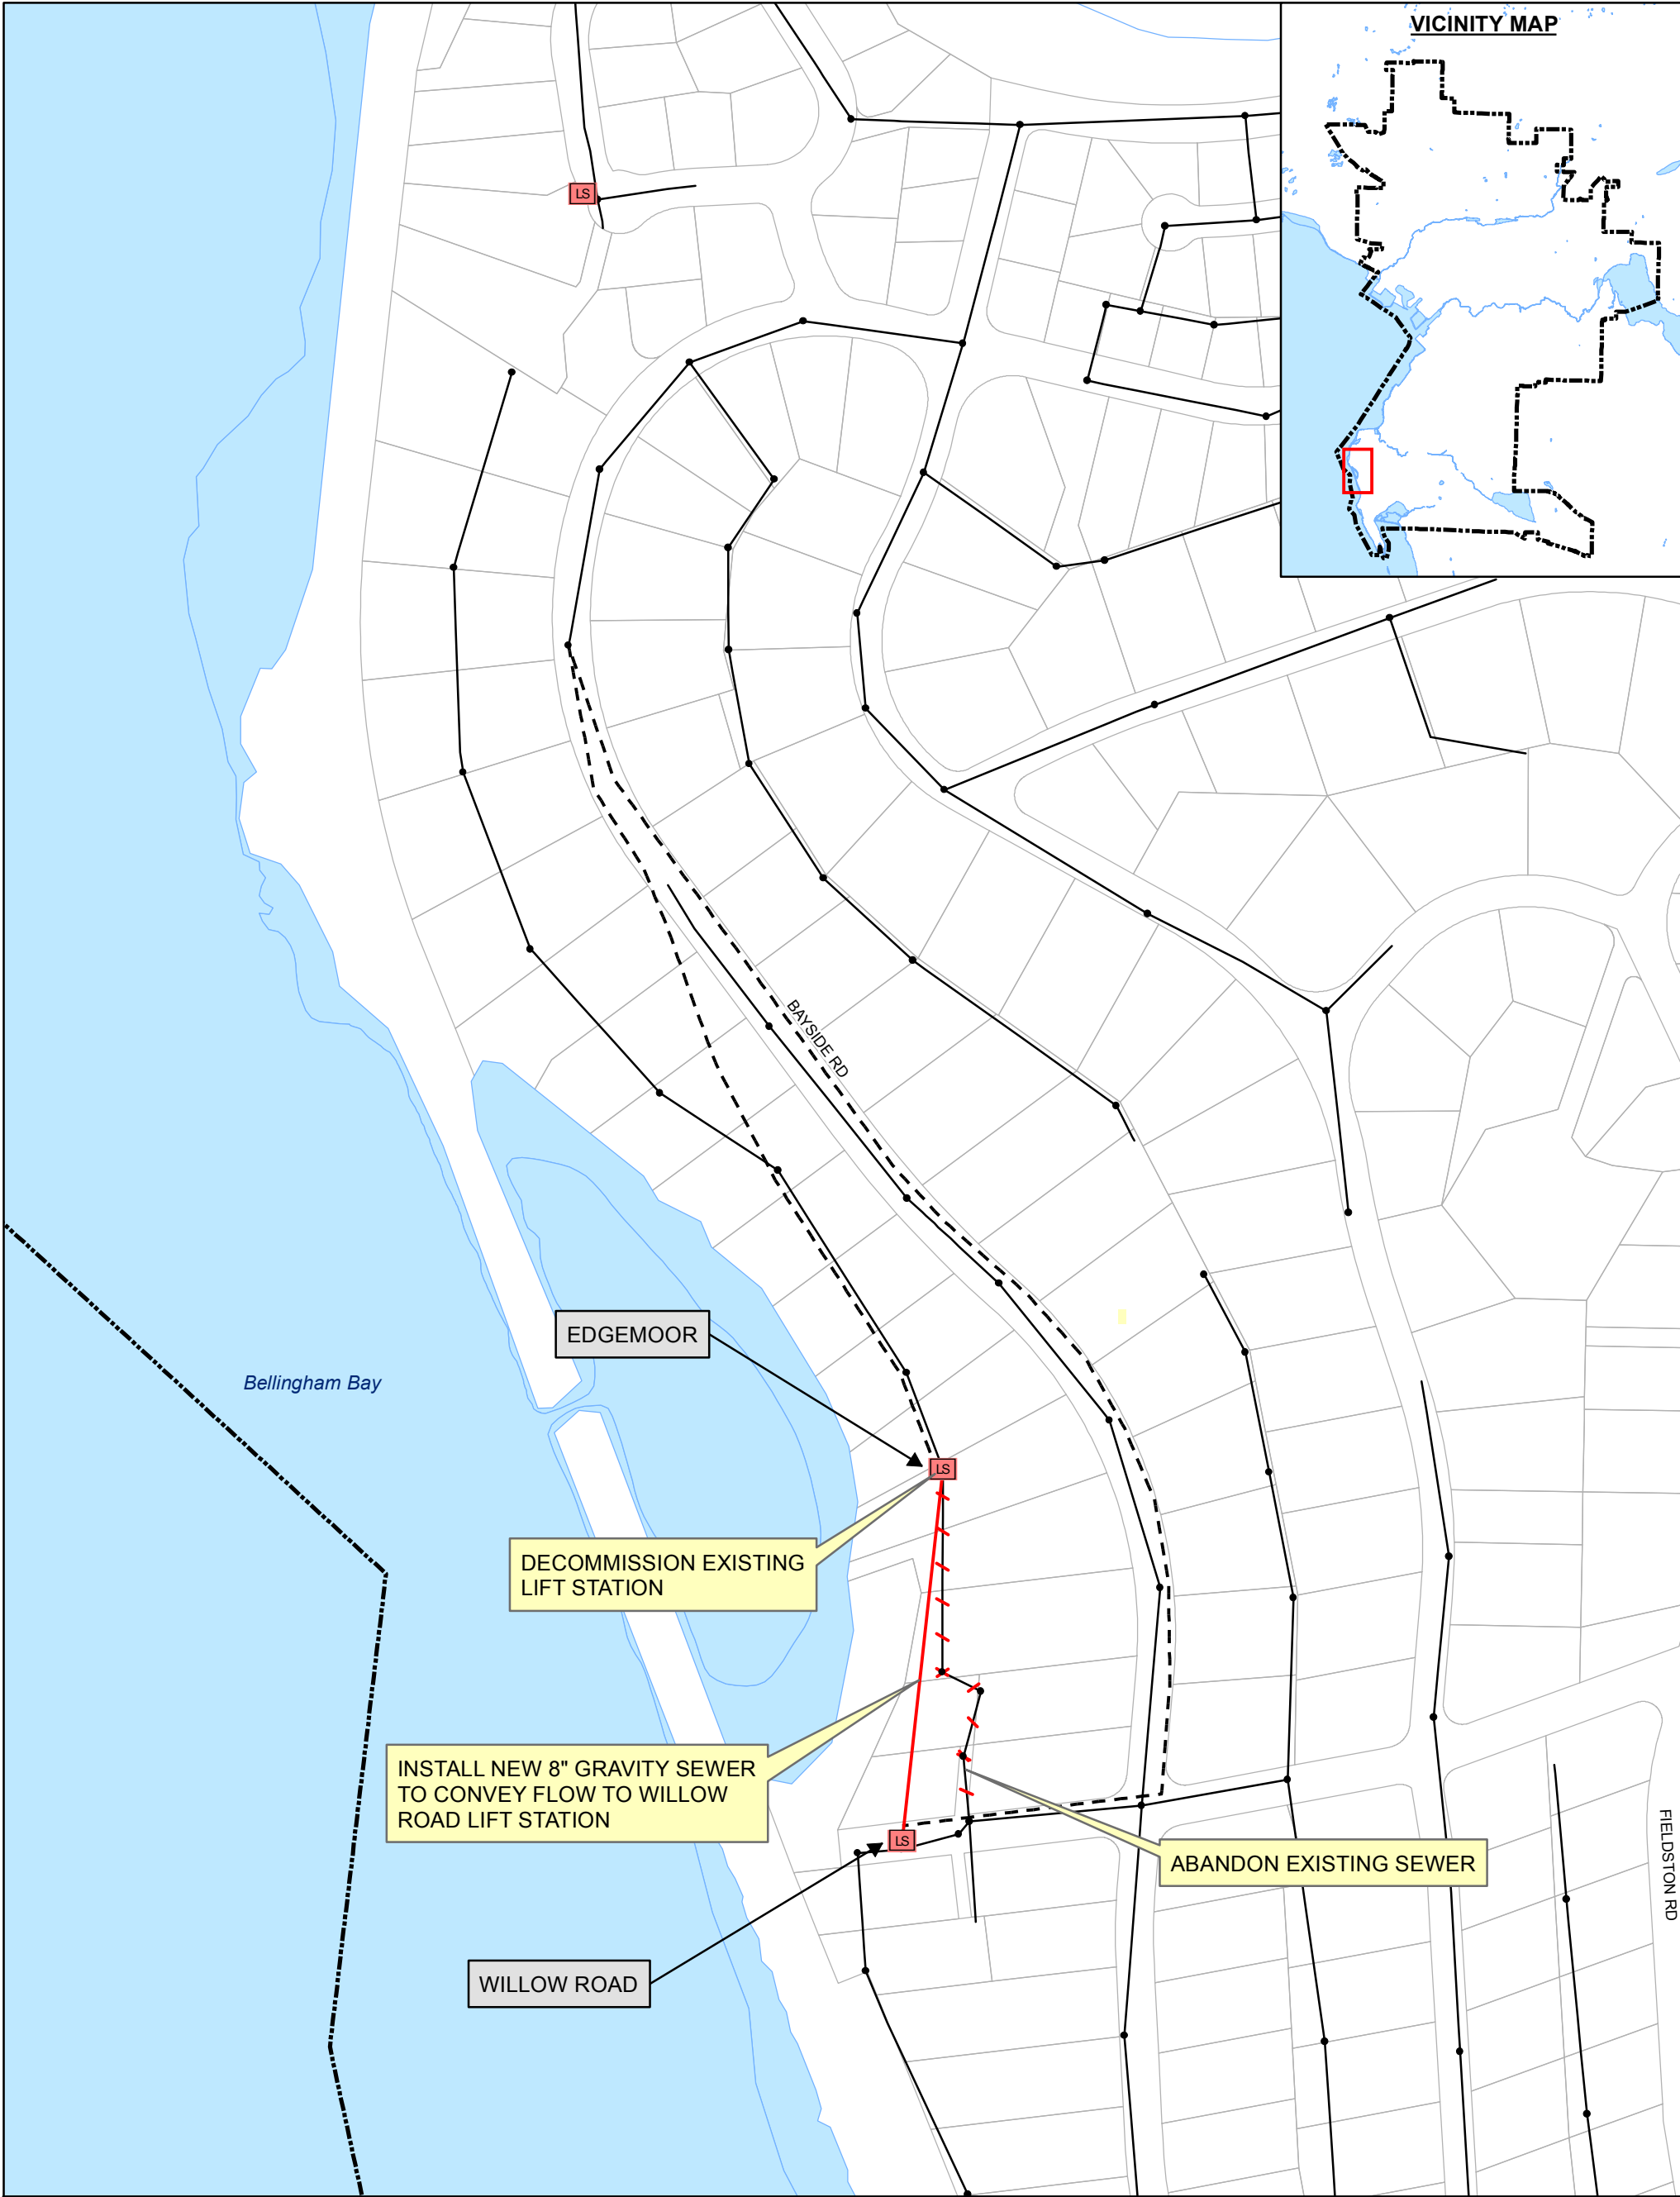 VICINITY MAP
LS
BAYSIDE RD
EDGEMOOR
Bellingham Bay
LS
DECOMMISSION EXISTING
LIFT STATION
INSTALL NEW 8" GRAVITY SEWER
TO CONVEY FLOW TO WILLOW
ROAD LIFT STATION
LS
ABANDON EXISTING SEWER
FIELDSTON RD
WILLOW ROAD